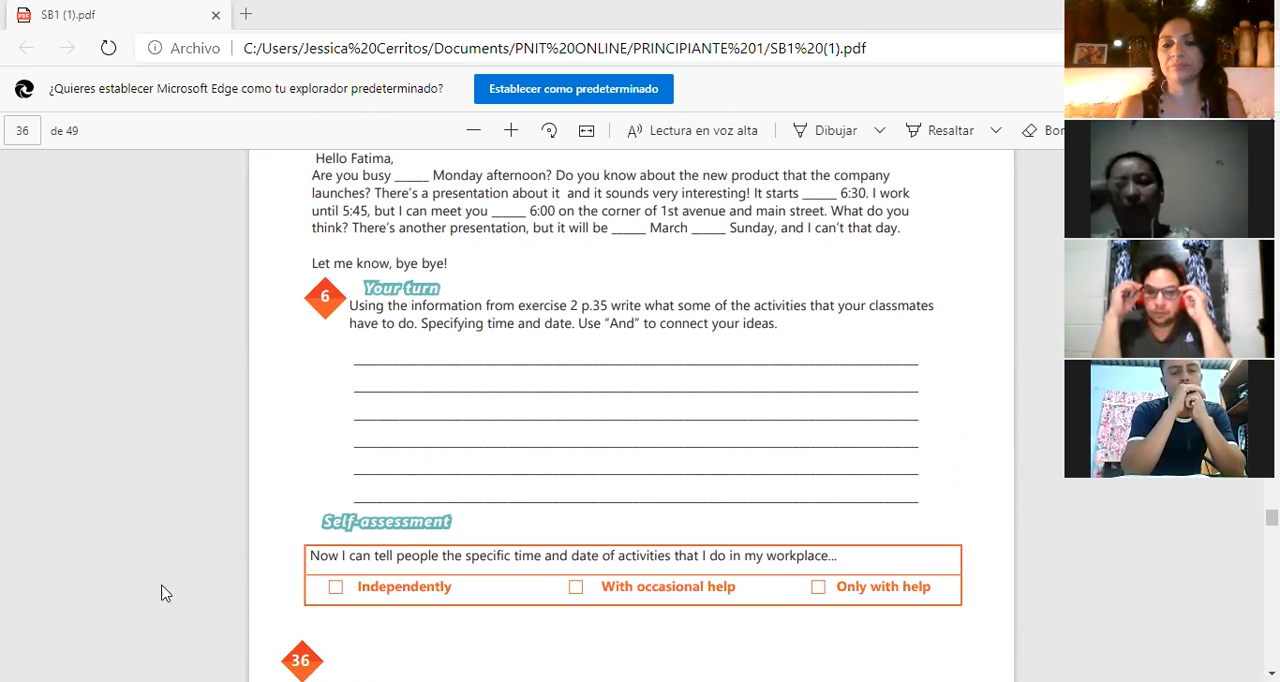 SB1 (1).pdf
Archivo
C:/Users/Jessica%20Cerritos/Documents/PNIT%20ONLINE/PRINCIPIANTE%201/SB1%20(1).pdf
¿Quieres establecer Microsoft Edge como tu explorador predeterminado?
Establecer como predeterminado
36 de 49
Lectura en voz alta
Dibujar
Resaltar
Bor
Hello Fatima,
Are you busy _____ Monday afternoon? Do you know about the new product that the company
launches? There's a presentation about it and it sounds very interesting! It starts _____ 6:30. I work
until 5:45, but I can meet you _____ 6:00 on the corner of 1st avenue and main street. What do you
think? There's another presentation, but it will be _____ March _____ Sunday, and I can't that day.
Let me know, bye bye!
6
Your turn
Using the information from exercise 2 p.35 write what some of the activities that your classmates
have to do. Specifying time and date. Use "And" to connect your ideas.
Self-assessment
Now I can tell people the specific time and date of activities that I do in my workplace...
Independently
With occasional help
Only with help
36